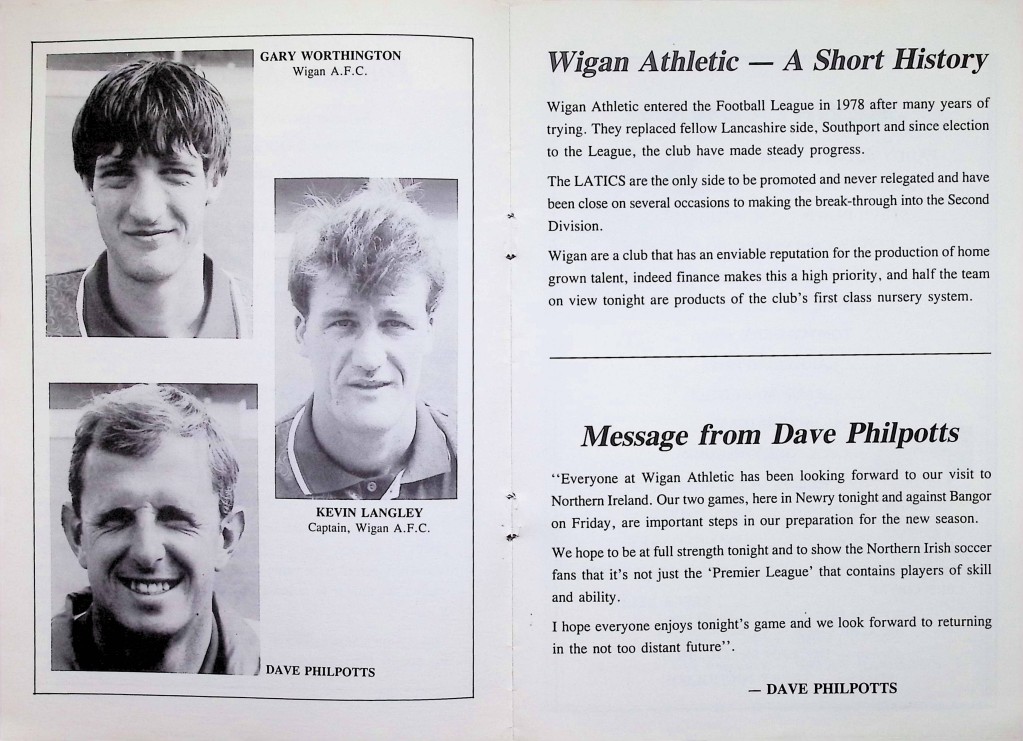 GARY WORTHINGTON
Wigan A.F.C.
KEVIN LANGLEY
Captain, Wigan A.F.C.
DAVE PHILPOTTS
Wigan Athletic — A Short History
Wigan Athletic entered the Football League in 1978 after many years of
trying. They replaced fellow Lancashire side, Southport and since election
to the League, the club have made steady progress.
The LATICS are the only side to be promoted and never relegated and have
been close on several occasions to making the break-through into the Second
Division.
Wigan are a club that has an enviable reputation for the production of home
grown talent, indeed finance makes this a high priority, and half the team
on view tonight are products of the club's first class nursery system.
Message from Dave Philpotts
‘‘Everyone at Wigan Athletic has been looking forward to our visit to
Northern Ireland. Our two games, here in Newry tonight and against Bangor
on Friday, are important steps in our preparation for the new season.
We hope to be at full strength tonight and to show the Northern Irish soccer
fans that it's not just the ‘Premier League’ that contains players of skill
and ability.
I hope everyone enjoys tonight's game and we look forward to returning
in the not too distant future’’.
— DAVE PHILPOTTS